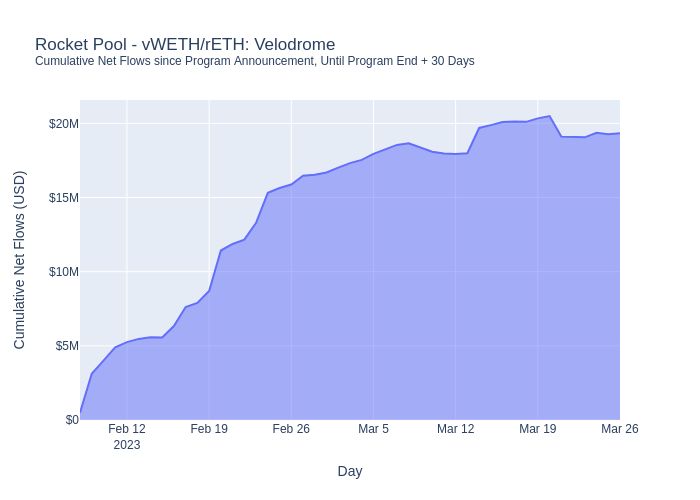 Rocket Pool - vWETH/rETH: Velodrome
Cumulative Net Flows since Program Announcement, Until Program End + 30 Days
Cumulative Net Flows (USD)
$20M
$15M
$10M
$5M
$0
Feb 12
2023
Feb 19
Feb 26
Mar 5
Mar 12
Mar 19
Mar 26
Day